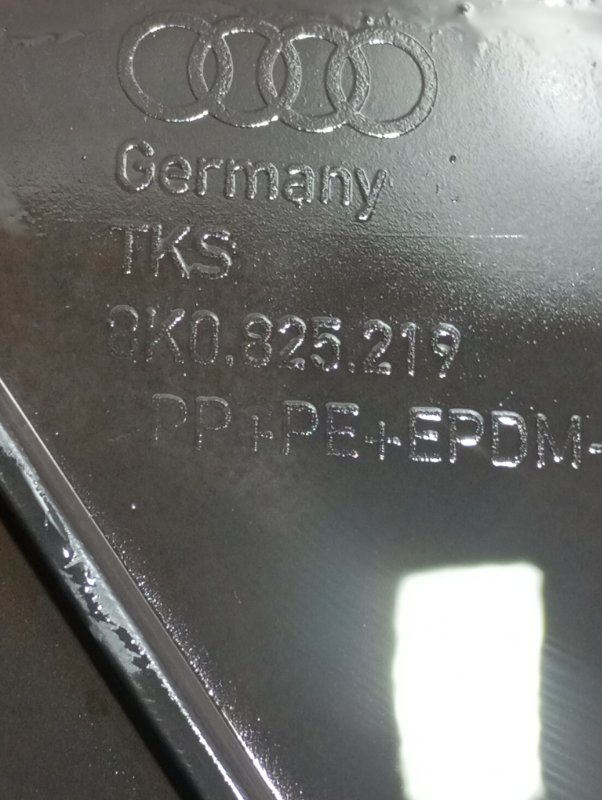 Germany
TKS
8K0.825.219
PP+PE+EPDM-